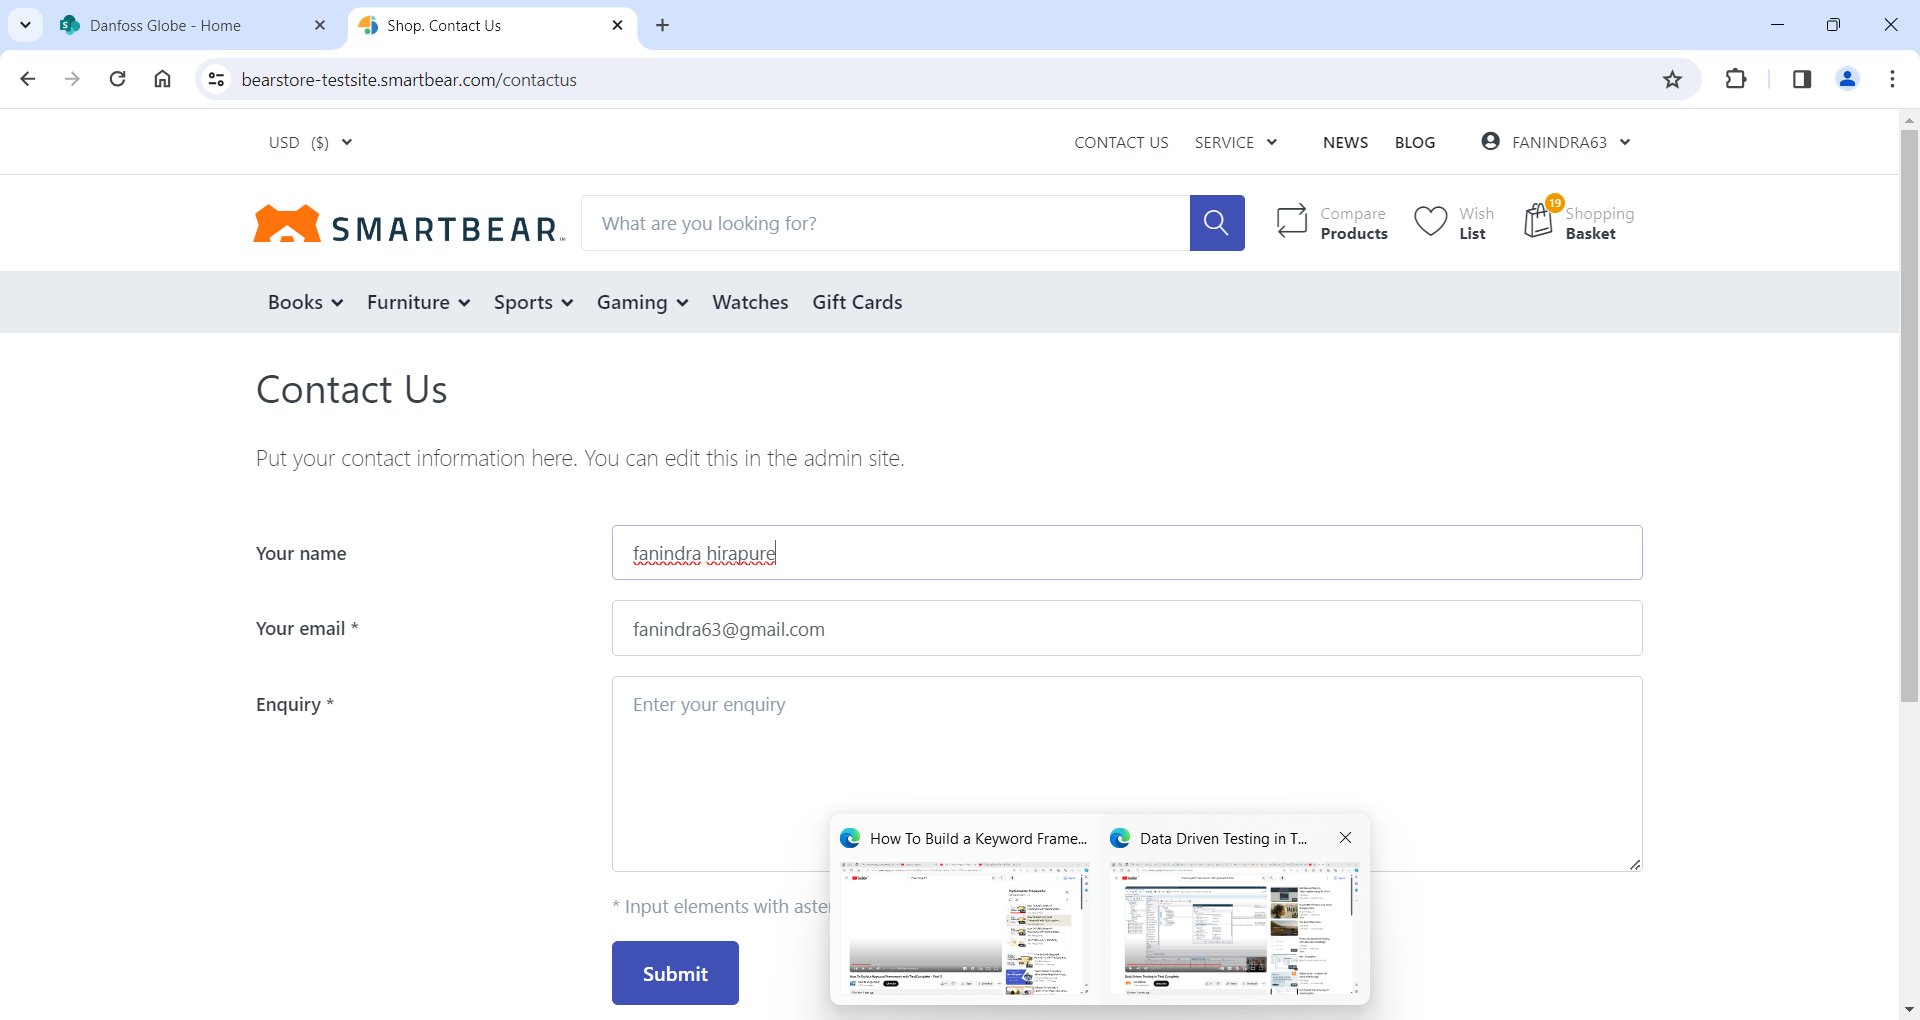 Danfoss Globe - Home
Shop. Contact Us
bearstore-testsite.smartbear.com/contactus
USD ($)
CONTACT US SERVICE NEWS BLOG FANINDRA63
SMARTBEAR
What are you looking for?
Compare Products
Wish List
19
Shopping Basket
Books Furniture Sports Gaming Watches Gift Cards
Contact Us
Put your contact information here. You can edit this in the admin site.
Your name
fanindra hirapure
Your email *
fanindra63@gmail.com
Enquiry *
Enter your enquiry
How To Build a Keyword Frame...
Data Driven Testing in T...
* Input elements with aster
Submit